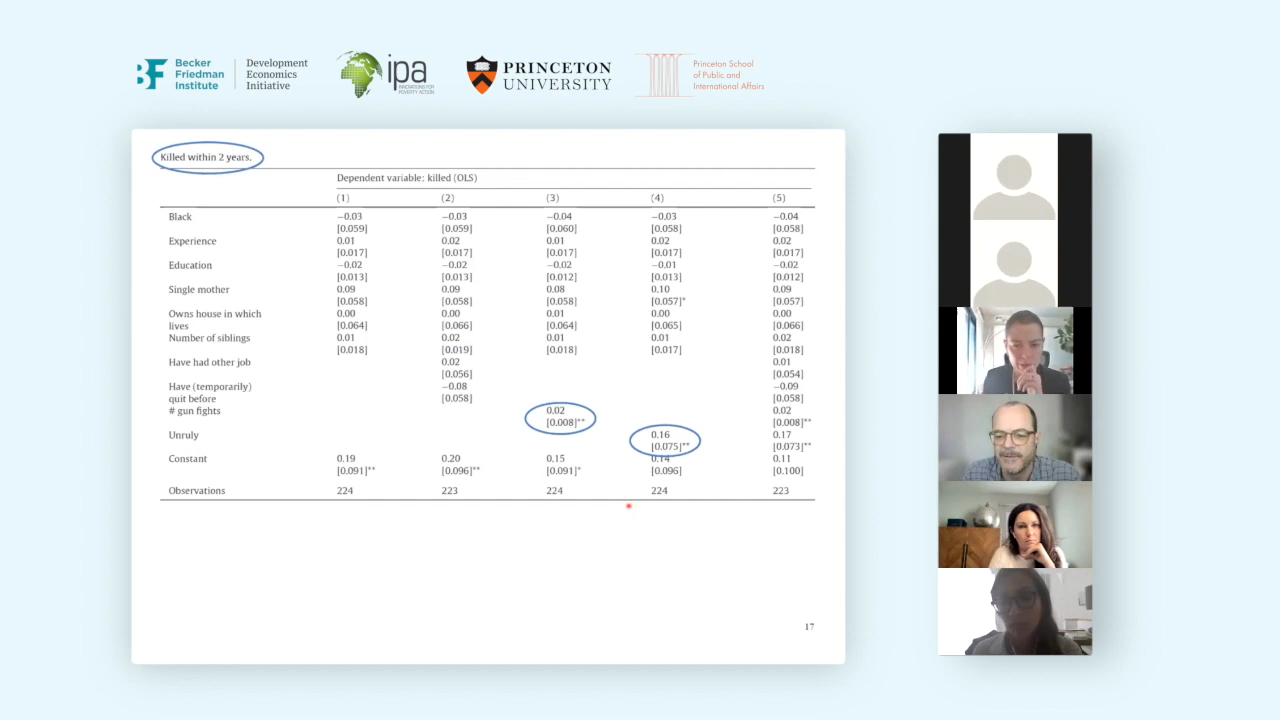 Becker
Friedman
Institute
Development
Economics
Initiative
ipa
INNOVATIONS FOR
POVERTY ACTION
PRINCETON
UNIVERSITY
Princeton School
of Public and
International Affairs
Killed within 2 years.
Dependent variable: killed (OLS)
(1) (2) (3) (4) (5)
Black −0.03 −0.03 −0.04 −0.03 −0.04
[0.059] [0.059] [0.060] [0.058] [0.058]
Experience 0.01 0.02 0.01 0.02 0.02
[0.017] [0.017] [0.017] [0.017] [0.017]
Education −0.02 −0.02 −0.02 −0.01 −0.02
[0.013] [0.013] [0.012] [0.013] [0.012]
Single mother 0.09 0.09 0.08 0.10 0.09
[0.058] [0.058] [0.058] [0.057]* [0.057]
Owns house in which 0.00 0.00 0.01 0.00 0.00
lives [0.064] [0.066] [0.064] [0.065] [0.066]
Number of siblings 0.01 0.02 0.01 0.01 0.02
[0.018] [0.019] [0.018] [0.017] [0.018]
Have had other job 0.02 0.01
[0.056] [0.054]
Have (temporarily) −0.08 −0.09
quit before [0.058] [0.058]
# gun fights 0.02 0.02
[0.008]** [0.008]**
Unruly 0.16 0.17
[0.075]** [0.073]**
Constant 0.19 0.20 0.15 0.14 0.11
[0.091]** [0.096]** [0.091]* [0.096] [0.100]
Observations 224 223 224 224 223
17